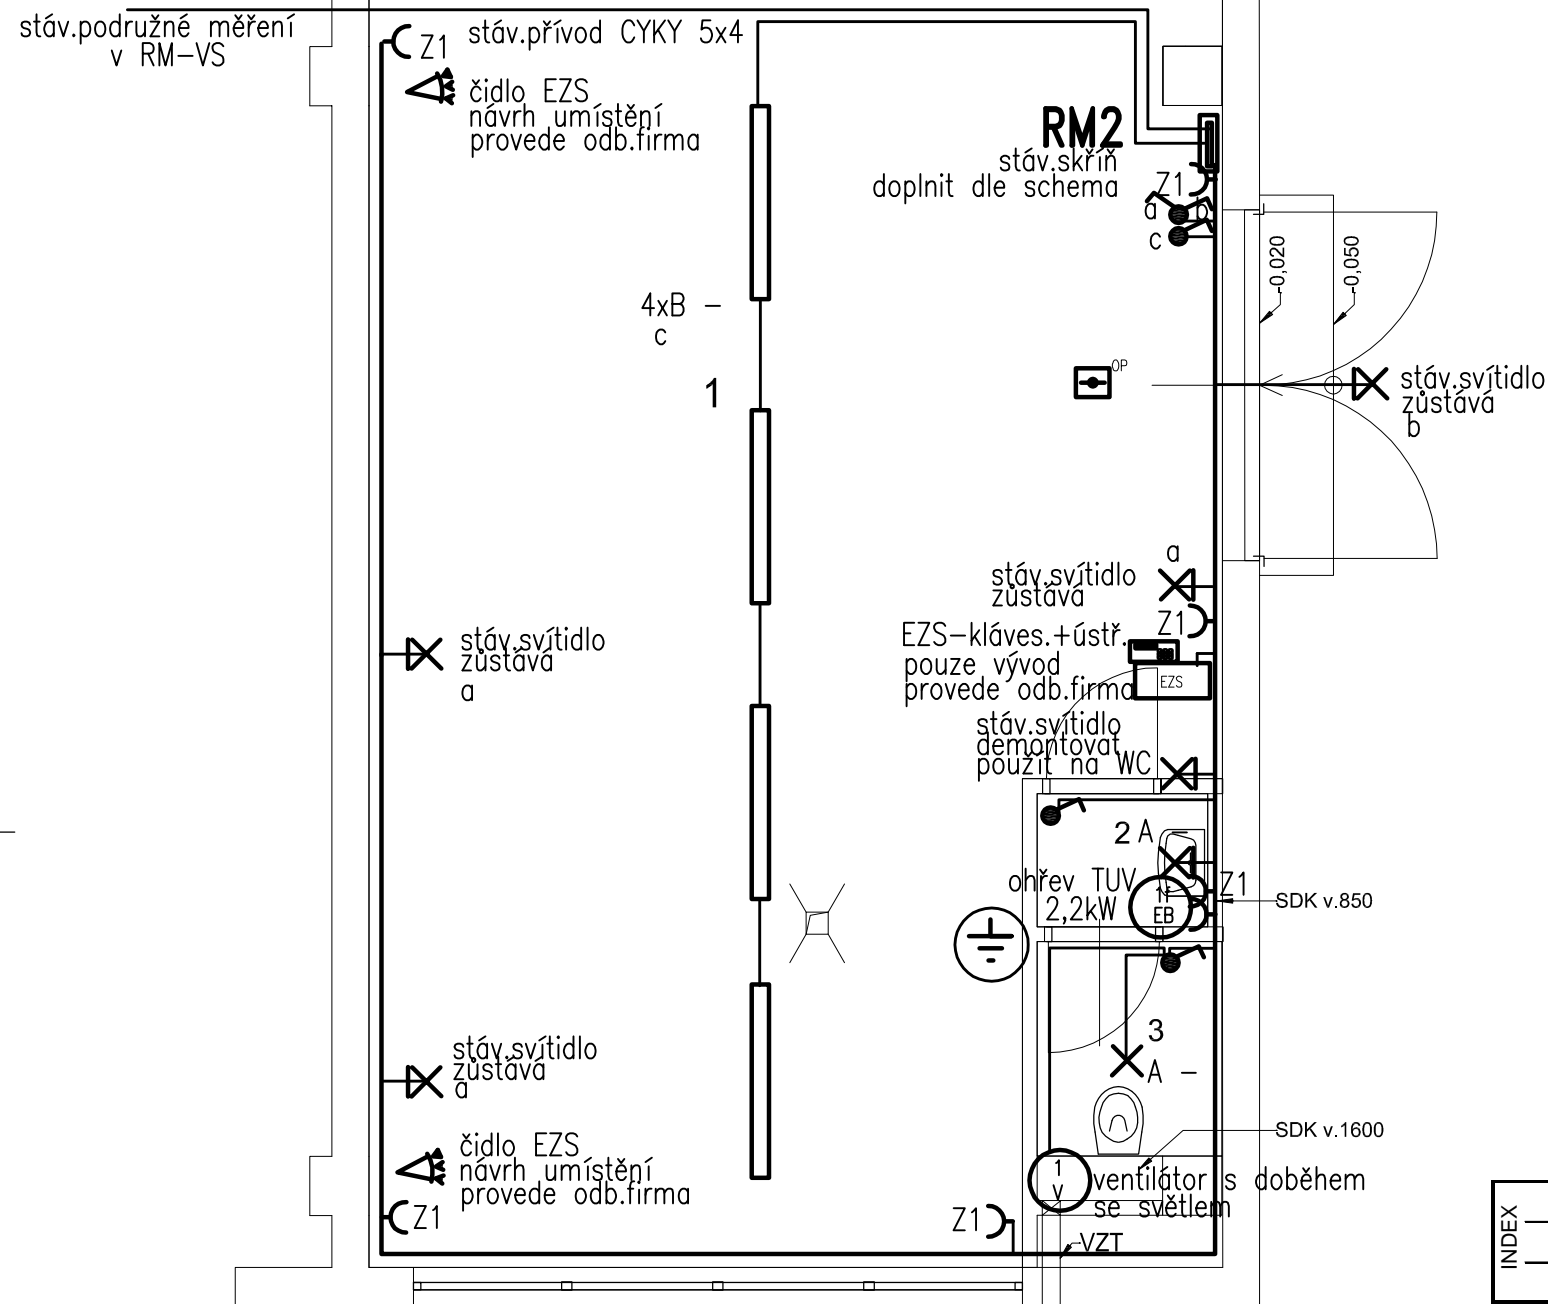 stáv.podružné měření
v RM-VS
Z1
stáv.přívod CYKY 5x4
čidlo EZS
návrh umístění
provede odb.firma
RM2
stáv.skříň
doplnit dle schema
Z1
a
b
c
-0,020
-0,050
4xB -
c
1
OP
stáv.svítidlo
zůstává
b
a
stáv.svítidlo
zůstává
Z1
EZS-kláves.+ústř.
pouze vývod
provede odb.firma
EZS
stáv.svítidlo
zůstává
a
stáv.svítidlo
demontovat
použít na WC
2 A -
ohřev TUV
2,2kW
1f
EB
Z1
SDK v.850
3
A -
stáv.svítidlo
zůstává
a
SDK v.1600
čidlo EZS
návrh umístění
provede odb.firma
1
V
ventilátor s doběhem
se světlem
Z1
Z1
VZT
INDEX